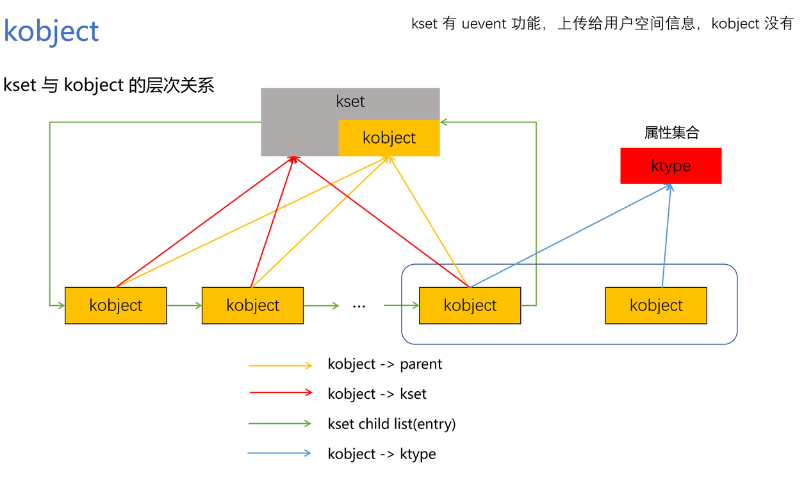 kobject
kset 有 uevent 功能，上传给用户空间信息，kobject 没有
kset 与 kobject 的层次关系
kset
kobject
属性集合
ktype
kobject
kobject
...
kobject
kobject
kobject -> parent
kobject -> kset
kset child list(entry)
kobject -> ktype